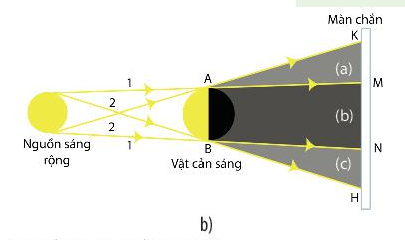 Màn chắn
K
1
A
(a)
M
2
(b)
2
Nguồn sáng
rộng
1
B
N
Vật cản sáng
(c)
H
b)